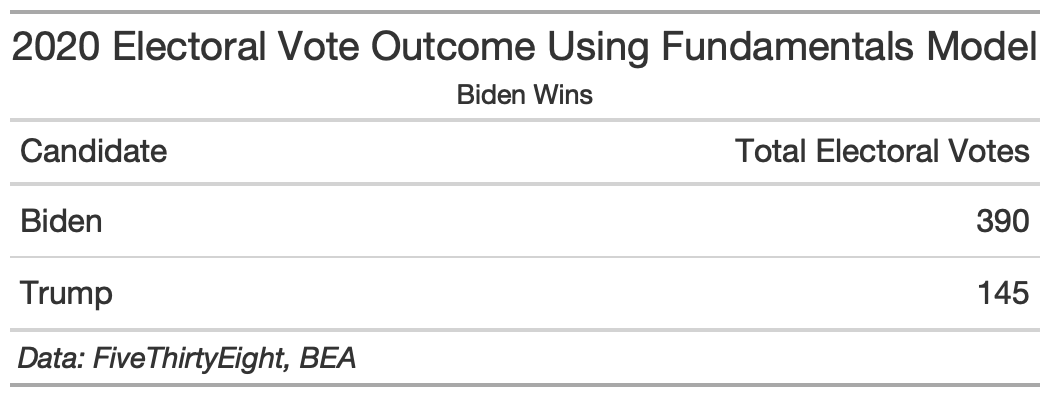 2020 Electoral Vote Outcome Using Fundamentals Model
Biden Wins
Candidate Total Electoral Votes
Biden 390
Trump 145
Data: FiveThirtyEight, BEA